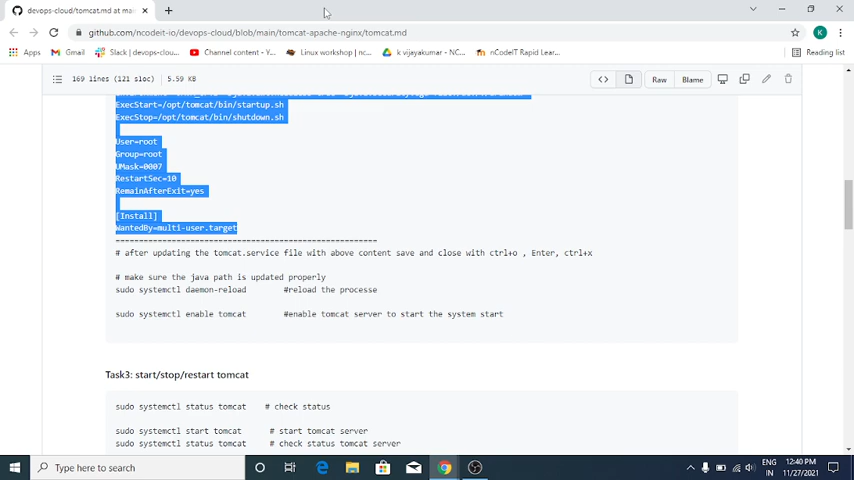 devops-cloud/tomcat.md at mai
github.com/ncodeit-io/devops-cloud/blob/main/tomcat-apache-nginx/tomcat.md
Apps
Gmail
Slack | devops-clou...
Channel content - Y...
Linux workshop | nc...
k vijayakumar - NC...
nCodeIT Rapid Lear...
Reading list
K
169 lines (121 sloc)
5.59 KB
Raw
Blame
ExecStart=/opt/tomcat/bin/startup.sh
ExecStop=/opt/tomcat/bin/shutdown.sh
User=root
Group=root
UMask=0007
RestartSec=10
RemainAfterExit=yes
[Install]
WantedBy=multi-user.target
# after updating the tomcat.service file with above content save and close with ctrl+o , Enter, ctrl+x
# make sure the java path is updated properly
sudo systemctl daemon-reload #reload the processe
sudo systemctl enable tomcat #enable tomcat server to start the system start
Task3: start/stop/restart tomcat
sudo systemctl status tomcat # check status
sudo systemctl start tomcat # start tomcat server
sudo systemctl status tomcat # check status tomcat server
Type here to search
ENG
IN
12:40 PM
11/27/2021